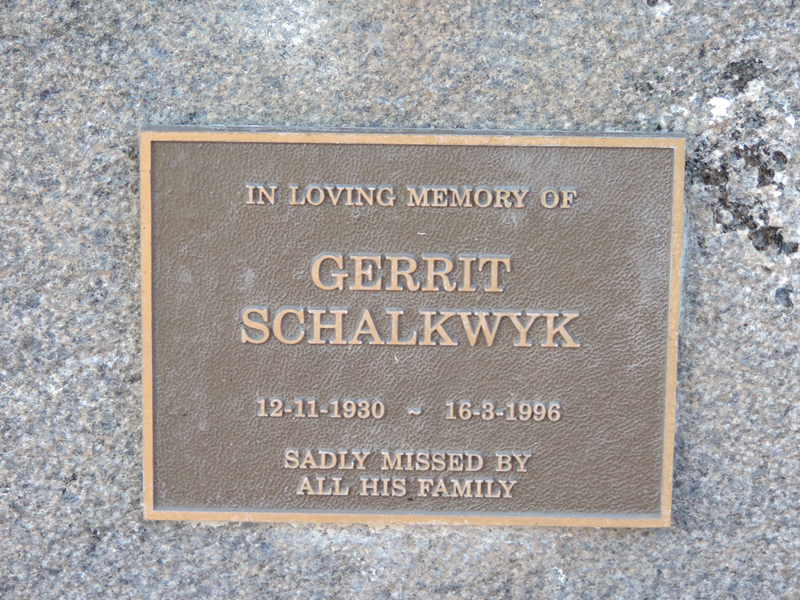 IN LOVING MEMORY OF
GERRIT
SCHALKWYK
12-11-1930 ~ 16-3-1996
SADLY MISSED BY
ALL HIS FAMILY